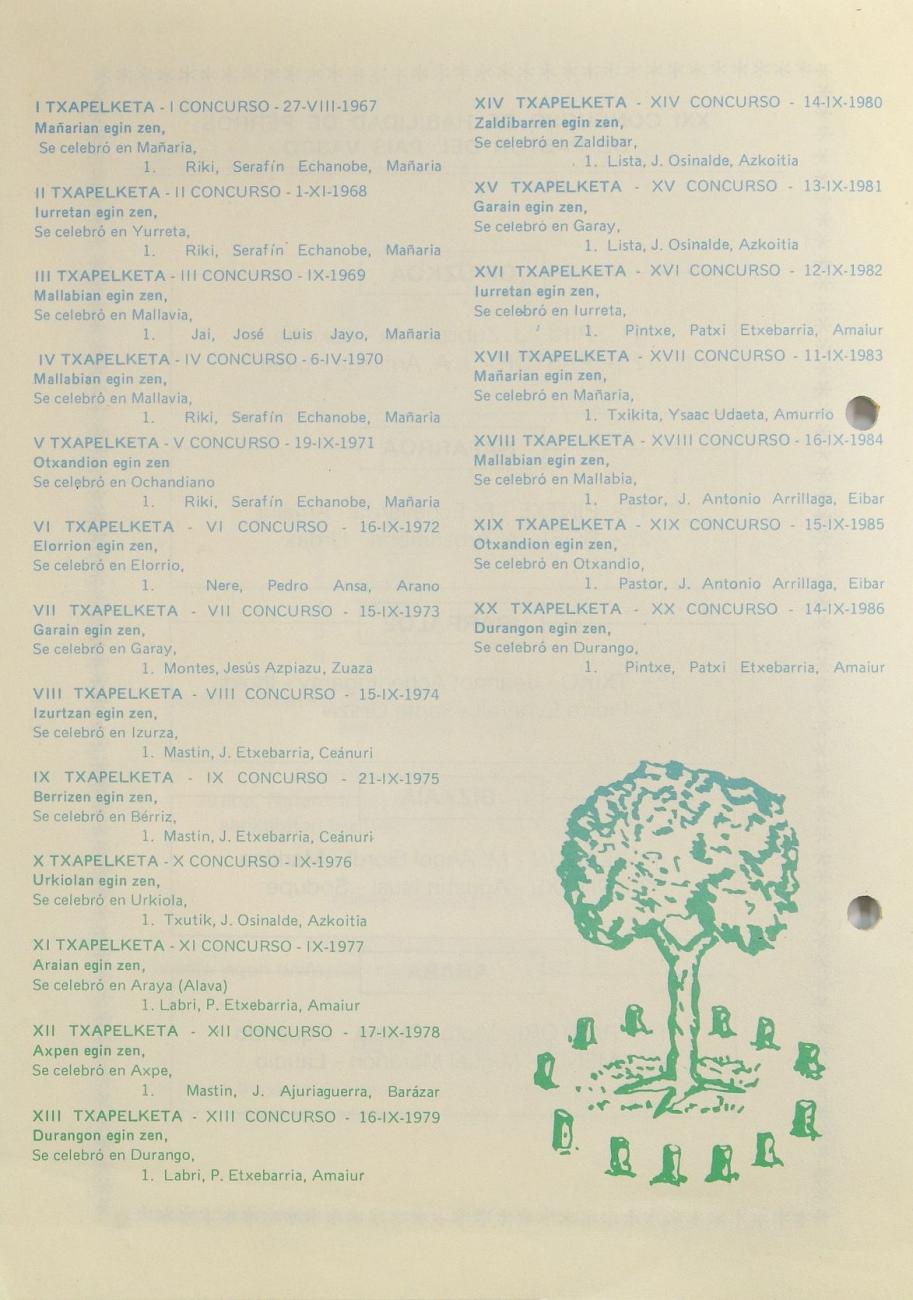 I TXAPELKETA - I CONCURSO - 27-VIII-1967
Mañarian egin zen,
Se celebró en Mañaria,
1. Riki, Serafín Echanobe, Mañaria
II TXAPELKETA - II CONCURSO - 1-XI-1968
Iurretan egin zen,
Se celebró en Yurreta,
1. Riki, Serafín Echanobe, Mañaria
III TXAPELKETA - III CONCURSO - IX-1969
Mallabian egin zen,
Se celebró en Mallavia,
1. Jai, José Luis Jayo, Mañaria
IV TXAPELKETA - IV CONCURSO - 6-IV-1970
Mallabian egin zen,
Se celebró en Mallavia,
1. Riki, Serafín Echanobe, Mañaria
V TXAPELKETA - V CONCURSO - 19-IX-1971
Otxandion egin zen
Se celebró en Ochandiano
1. Riki, Serafín Echanobe, Mañaria
VI TXAPELKETA - VI CONCURSO - 16-IX-1972
Elorrion egin zen,
Se celebró en Elorrio,
1. Nere, Pedro Ansa, Arano
VII TXAPELKETA - VII CONCURSO - 15-IX-1973
Garain egin zen,
Se celebró en Garay,
1. Montes, Jesús Azpiazu, Zuaza
VIII TXAPELKETA - VIII CONCURSO - 15-IX-1974
Izurtzan egin zen,
Se celebró en Izurza,
1. Mastin, J. Etxebarria, Ceánuri
IX TXAPELKETA - IX CONCURSO - 21-IX-1975
Berrizen egin zen,
Se celebró en Bérriz,
1. Mastin, J. Etxebarria, Ceánuri
X TXAPELKETA - X CONCURSO - IX-1976
Urkiolan egin zen,
Se celebró en Urkiola,
1. Txutik, J. Osinalde, Azkoitia
XI TXAPELKETA - XI CONCURSO - IX-1977
Araian egin zen,
Se celebró en Araya (Alava)
1. Labri, P. Etxebarria, Amaiur
XII TXAPELKETA - XII CONCURSO - 17-IX-1978
Axpen egin zen,
Se celebró en Axpe,
1. Mastin, J. Ajuriaguerra, Barázar
XIII TXAPELKETA - XIII CONCURSO - 16-IX-1979
Durangon egin zen,
Se celebró en Durango,
1. Labri, P. Etxebarria, Amaiur
XIV TXAPELKETA - XIV CONCURSO - 14-IX-1980
Zaldibarren egin zen,
Se celebró en Zaldibar,
1. Lista, J. Osinalde, Azkoitia
XV TXAPELKETA - XV CONCURSO - 13-IX-1981
Garain egin zen,
Se celebró en Garay,
1. Lista, J. Osinalde, Azkoitia
XVI TXAPELKETA - XVI CONCURSO - 12-IX-1982
Iurretan egin zen,
Se celebró en Iurreta,
1. Pintxe, Patxi Etxebarria, Amaiur
XVII TXAPELKETA - XVII CONCURSO - 11-IX-1983
Mañarian egin zen,
Se celebró en Mañaria,
1. Txikita, Ysaac Udaeta, Amurrio
XVIII TXAPELKETA - XVIII CONCURSO - 16-IX-1984
Mallabian egin zen,
Se celebró en Mallabia,
1. Pastor, J. Antonio Arrillaga, Eibar
XIX TXAPELKETA - XIX CONCURSO - 15-IX-1985
Otxandion egin zen,
Se celebró en Otxandio,
1. Pastor, J. Antonio Arrillaga, Eibar
XX TXAPELKETA - XX CONCURSO - 14-IX-1986
Durangon egin zen,
Se celebró en Durango,
1. Pintxe, Patxi Etxebarria, Amaiur